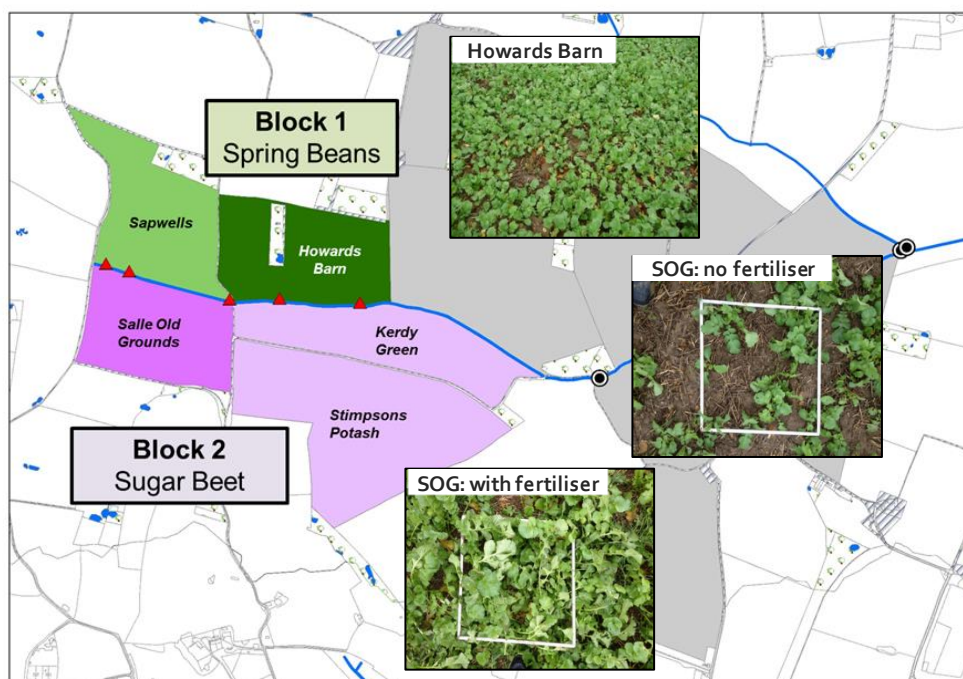 Howards Barn
Block 1
Spring Beans
Sapwells
Howards
Barn
SOG: no fertiliser
Salle Old
Grounds
Kerdy
Green
Stimpsons
Potash
Block 2
Sugar Beet
SOG: with fertiliser